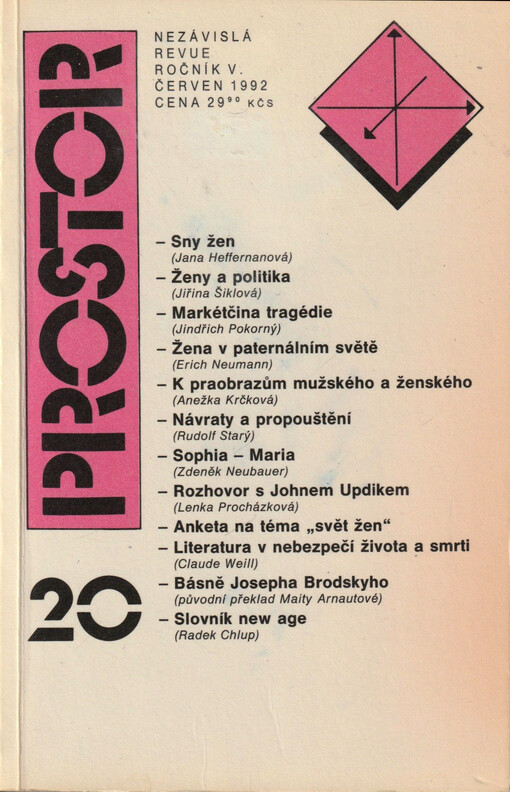 PROSTOR
NEZÁVISLÁ
REVUE
ROČNÍK V.
ČERVEN 1992
CENA 29⁹⁰ KČS
– Sny žen
(Jana Heffernanová)
– Ženy a politika
(Jiřina Šiklová)
– Markétčina tragédie
(Jindřich Pokorný)
– Žena v paternálním světě
(Erich Neumann)
– K praobrazům mužského a ženského
(Anežka Krčková)
– Návraty a propouštění
(Rudolf Starý)
– Sophia – Maria
(Zdeněk Neubauer)
– Rozhovor s Johnem Updikem
(Lenka Procházková)
– Anketa na téma „svět žen“
– Literatura v nebezpečí života a smrti
(Claude Weill)
– Básně Josepha Brodskyho
(původní překlad Maity Arnautové)
– Slovník new age
(Radek Chlup)
20